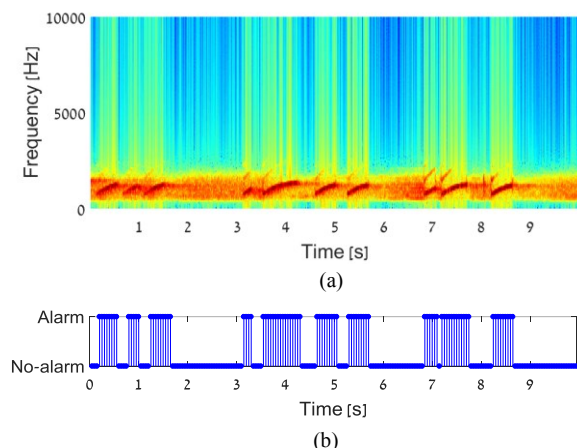 10000
5000
0
Frequency [Hz]
1 2 3 4 5 6 7 8 9
Time [s]
(a)
Alarm
No-alarm
0 1 2 3 4 5 6 7 8 9
Time [s]
(b)